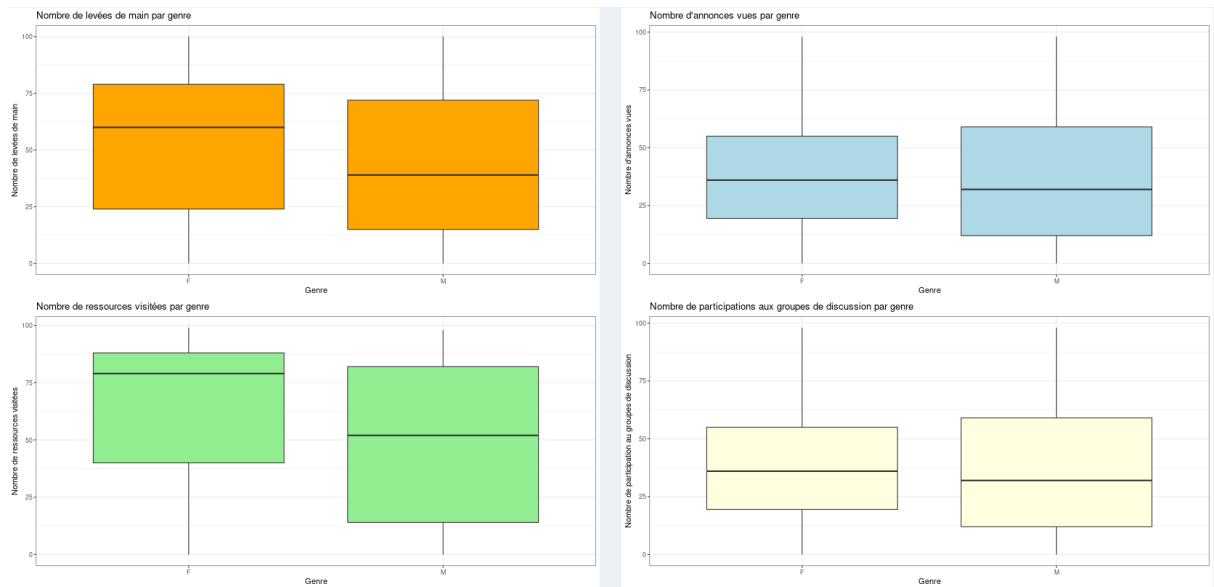 Nombre de levées de main par genre
Nombre de levées de main
100
75
50
25
0
F
M
Genre
Nombre d'annonces vues par genre
Nombre d'annonces vues
100
75
50
25
0
F
M
Genre
Nombre de ressources visitées par genre
Nombre de ressources visitées
100
75
50
25
0
F
M
Genre
Nombre de participations aux groupes de discussion par genre
Nombre de participation au groupes de discussion
100
75
50
25
0
F
M
Genre